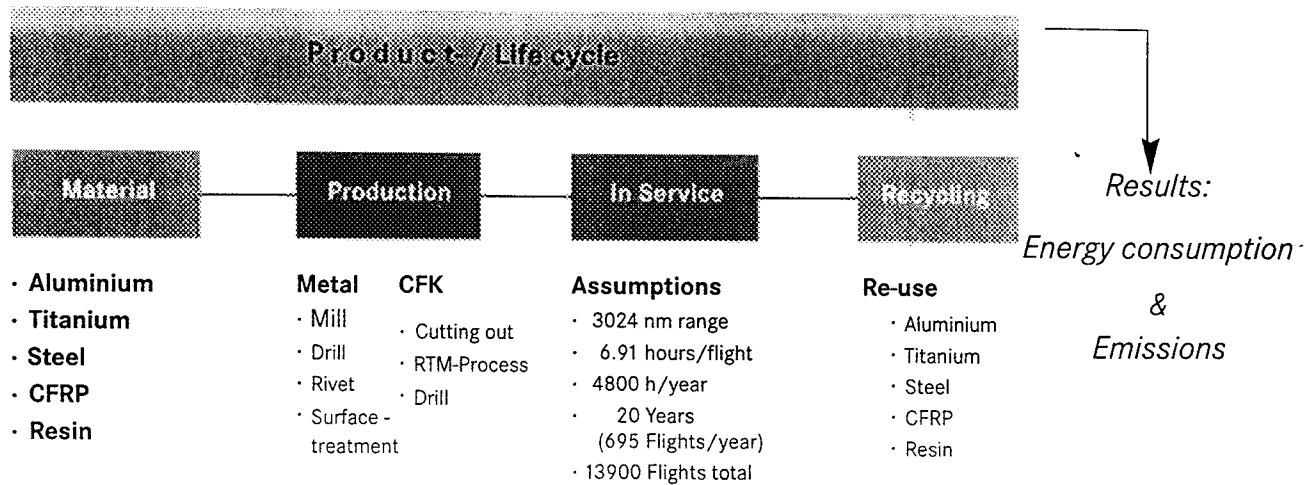 Product- / Life cycle
Material
Production
In Service
Recycling
Results:
Energy consumption
&
Emissions
· Aluminium
· Titanium
· Steel
· CFRP
· Resin
Metal
· Mill
· Drill
· Rivet
· Surface -
treatment
CFK
· Cutting out
· RTM-Process
· Drill
Assumptions
· 3024 nm range
· 6.91 hours/flight
· 4800 h/year
· 20 Years
(695 Flights/year)
· 13900 Flights total
Re-use
· Aluminium
· Titanium
· Steel
· CFRP
· Resin